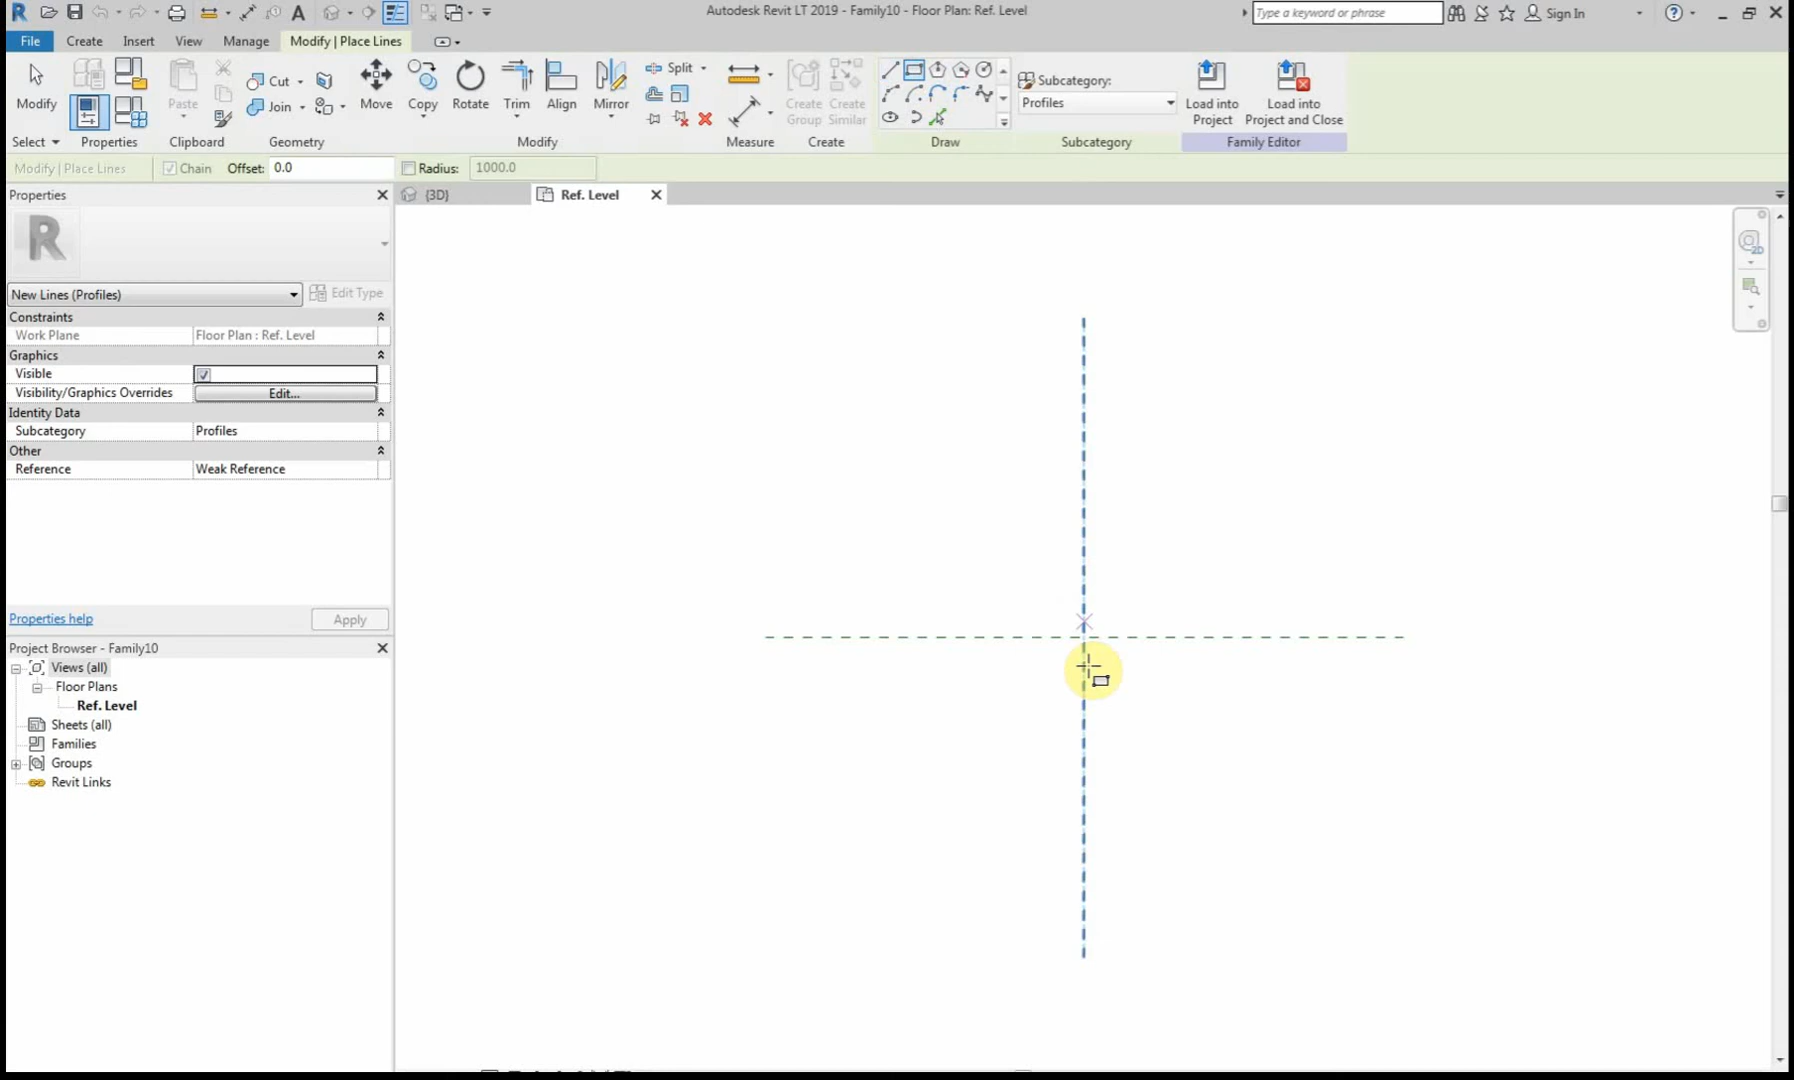 Autodesk Revit LT 2019 - Family10 - Floor Plan: Ref. Level
Type a keyword or phrase
Sign In
File
Create
Insert
View
Manage
Modify | Place Lines
Modify
Paste
Cut
Join
Move
Copy
Rotate
Trim
Align
Mirror
Split
Create
Group
Create
Similar
Subcategory:
Profiles
Load into
Project
Load into
Project and Close
Select
Properties
Clipboard
Geometry
Modify
Measure
Create
Draw
Subcategory
Family Editor
Modify | Place Lines
Chain
Offset: 0.0
Radius: 1000.0
Properties
{3D}
Ref. Level
R
New Lines (Profiles)
Edit Type
Constraints
Work Plane
Floor Plan : Ref. Level
Graphics
Visible
Visibility/Graphics Overrides
Edit...
Identity Data
Subcategory
Profiles
Other
Reference
Weak Reference
Properties help
Apply
Project Browser - Family10
Views (all)
Floor Plans
Ref. Level
Sheets (all)
Families
Groups
Revit Links
2D